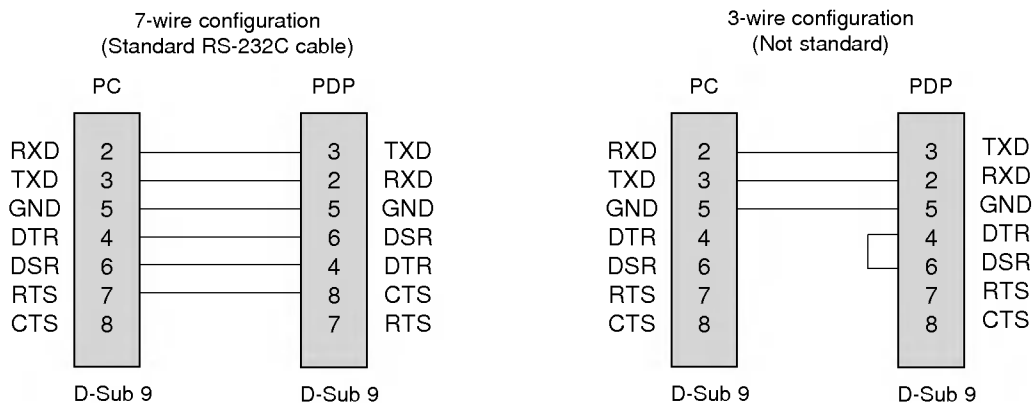 7-wire configuration
(Standard RS-232C cable)
PC PDP
RXD 2 3 TXD
TXD 3 2 RXD
GND 5 5 GND
DTR 4 6 DSR
DSR 6 4 DTR
RTS 7 8 CTS
CTS 8 7 RTS
D-Sub 9 D-Sub 9
3-wire configuration
(Not standard)
PC PDP
RXD 2 3 TXD
TXD 3 2 RXD
GND 5 5 GND
DTR 4 4 DTR
DSR 6 6 DSR
RTS 7 7 RTS
CTS 8 8 CTS
D-Sub 9 D-Sub 9